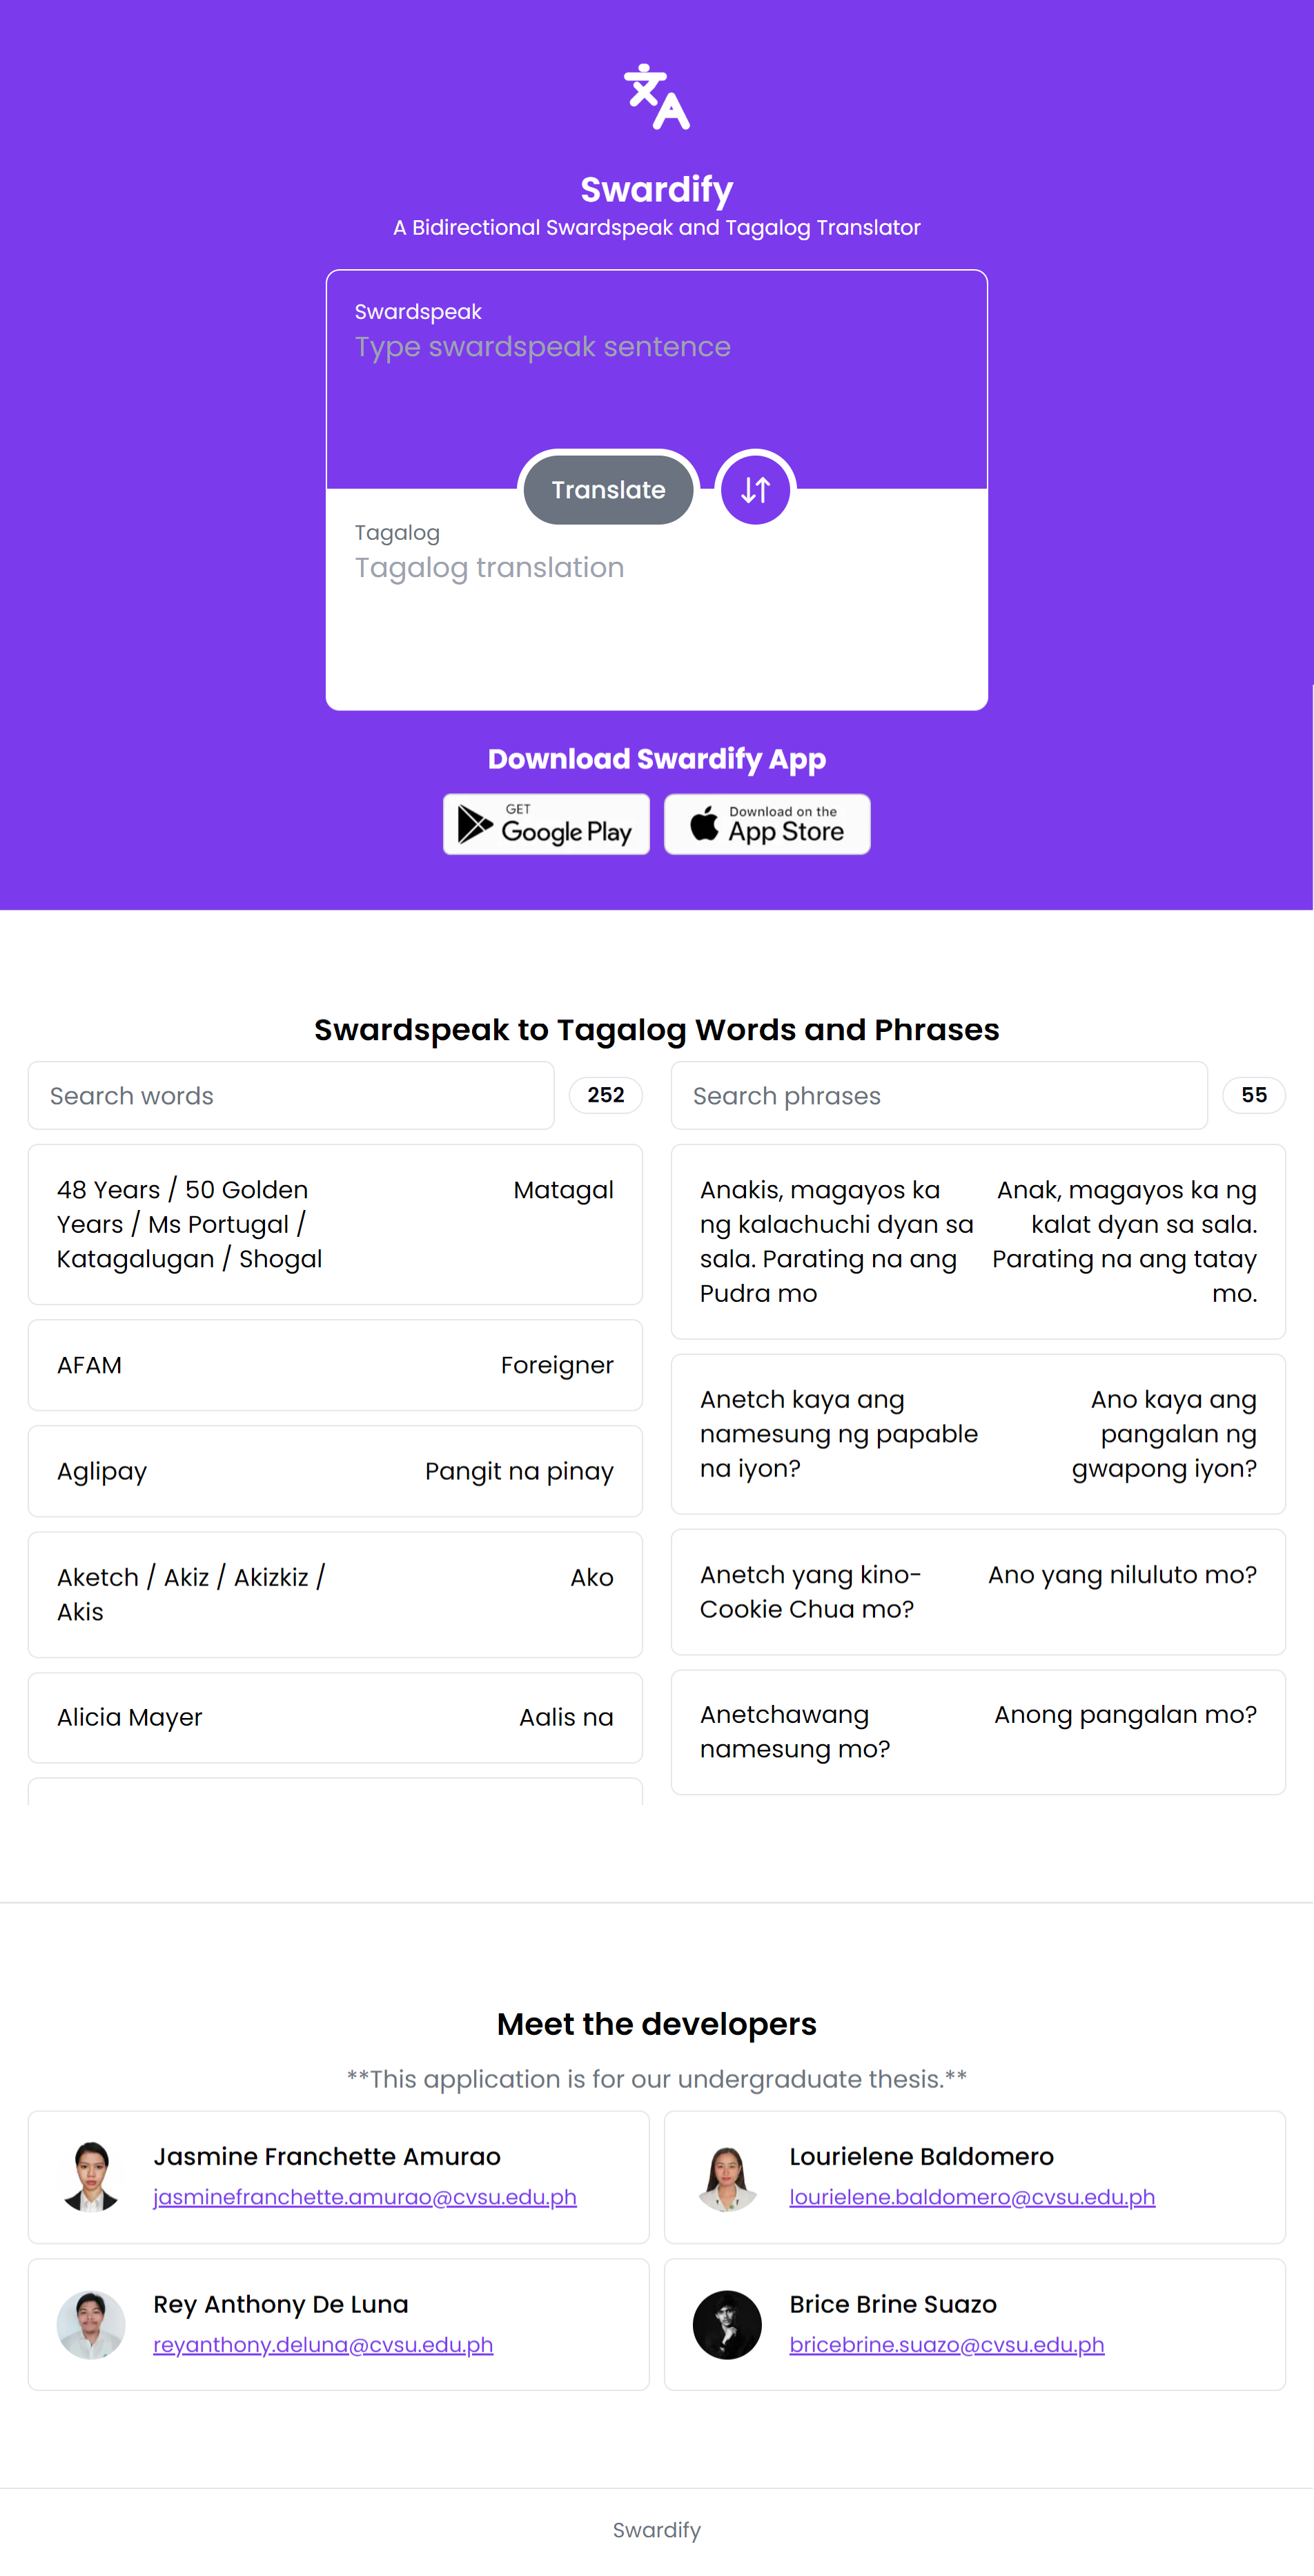 Swardify
A Bidirectional Swardspeak and Tagalog Translator
Swardspeak
Type swardspeak sentence
Translate
Tagalog
Tagalog translation
Download Swardify App
GET
Google Play
Download on the
App Store
Swardspeak to Tagalog Words and Phrases
Search words
252
48 Years / 50 Golden
Years / Ms Portugal /
Katagalugan / Shogal
Matagal
AFAM
Foreigner
Aglipay
Pangit na pinay
Aketch / Akiz / Akizkiz /
Akis
Ako
Alicia Mayer
Aalis na
Search phrases
55
Anakis, magayos ka
ng kalachuchi dyan sa
sala. Parating na ang
Pudra mo
Anak, magayos ka ng
kalat dyan sa sala.
Parating na ang tatay
mo.
Anetch kaya ang
namesung ng papable
na iyon?
Ano kaya ang
pangalan ng
gwapong iyon?
Anetch yang kino-
Cookie Chua mo?
Ano yang niluluto mo?
Anetchawang
namesung mo?
Anong pangalan mo?
Meet the developers
**This application is for our undergraduate thesis.**
Jasmine Franchette Amurao
jasminefranchette.amurao@cvsu.edu.ph
Lourielene Baldomero
lourielene.baldomero@cvsu.edu.ph
Rey Anthony De Luna
reyanthony.deluna@cvsu.edu.ph
Brice Brine Suazo
bricebrine.suazo@cvsu.edu.ph
Swardify